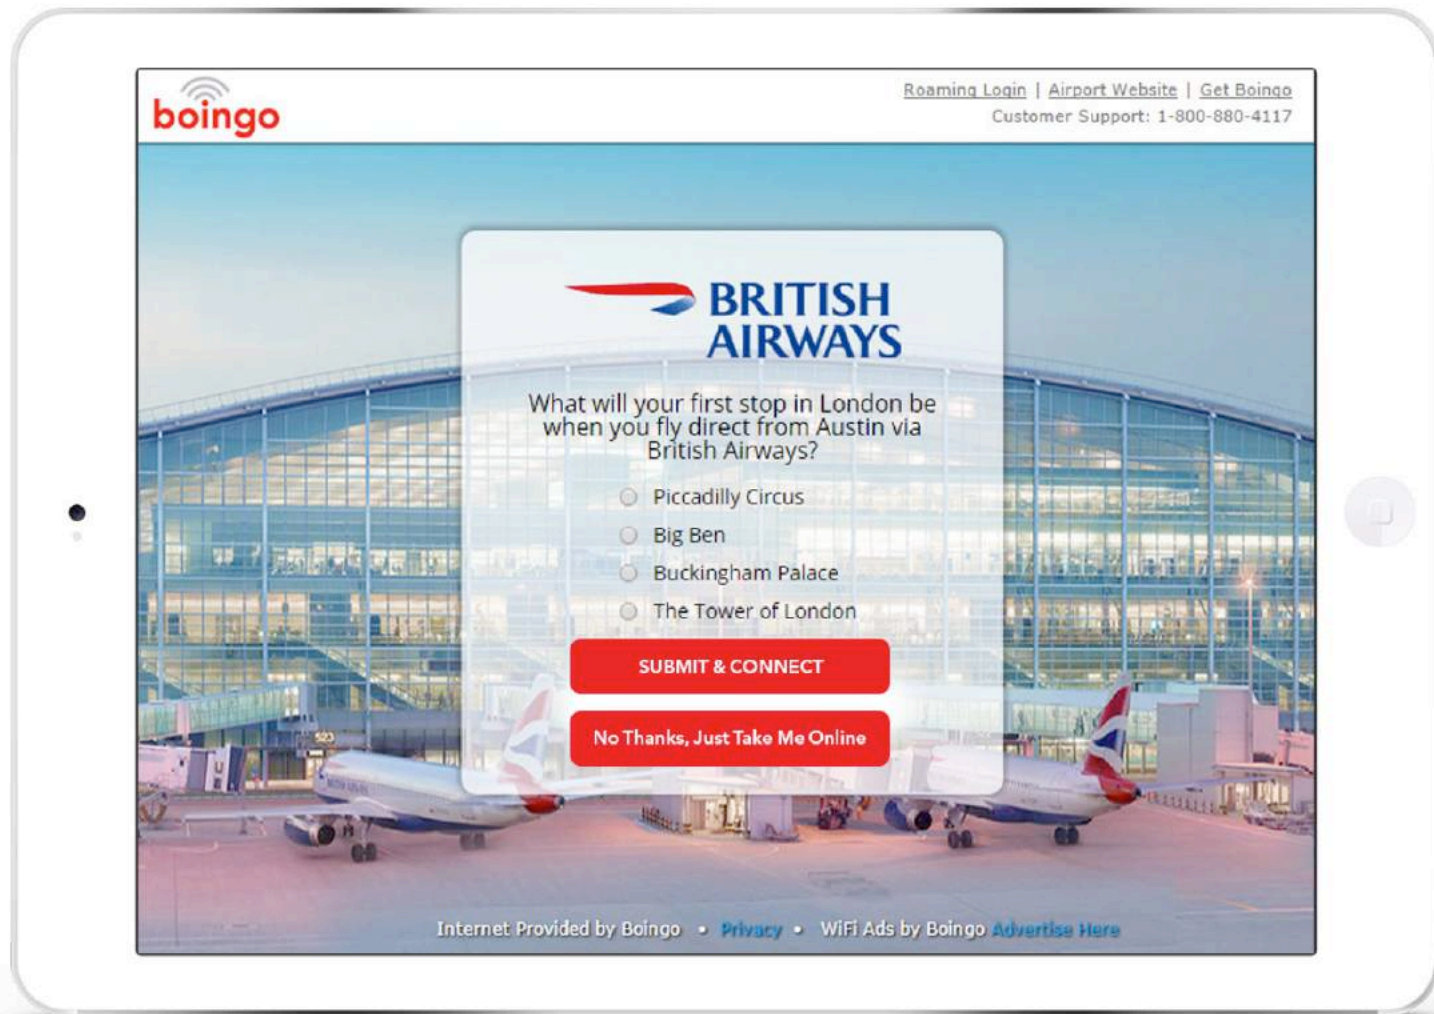 boingo
Roaming Login | Airport Website | Get Boingo
Customer Support: 1-800-880-4117
BRITISH
AIRWAYS
What will your first stop in London be
when you fly direct from Austin via
British Airways?
Piccadilly Circus
Big Ben
Buckingham Palace
The Tower of London
SUBMIT & CONNECT
No Thanks, Just Take Me Online
523
BRITISH AIRWAYS
Internet Provided by Boingo • Privacy • WiFi Ads by Boingo Advertise Here